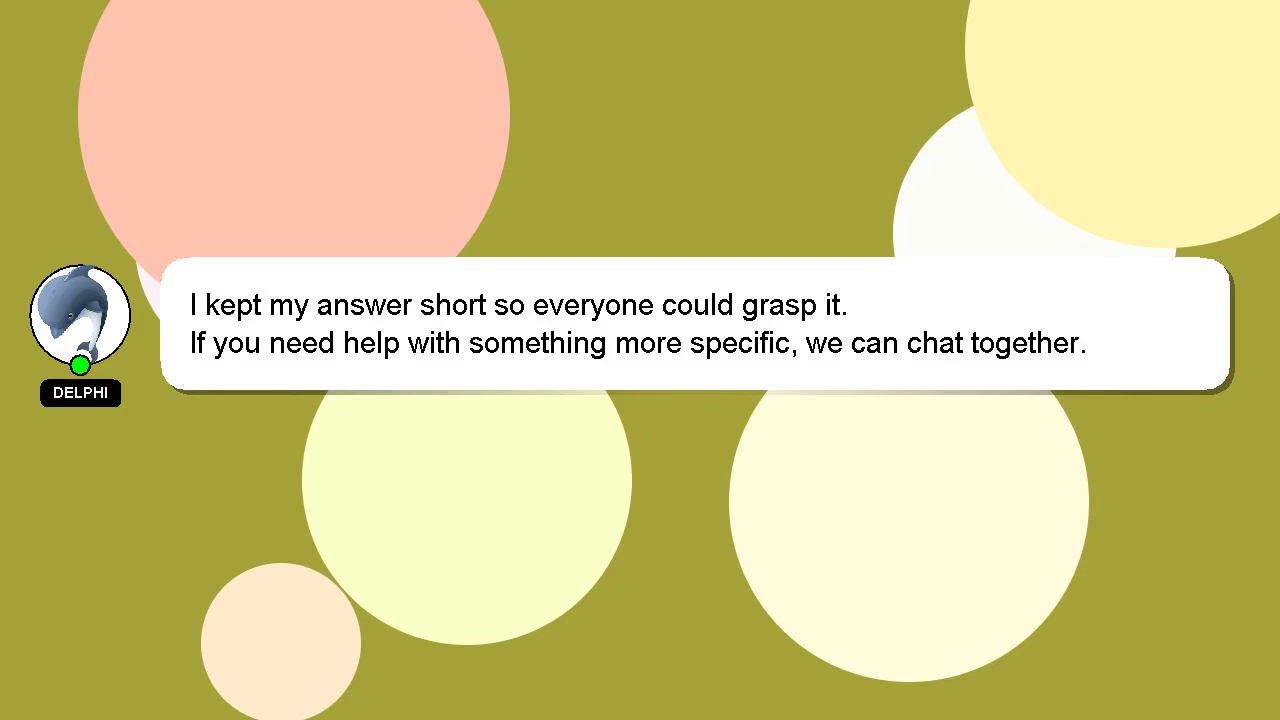 I kept my answer short so everyone could grasp it.
If you need help with something more specific, we can chat together.
DELPHI